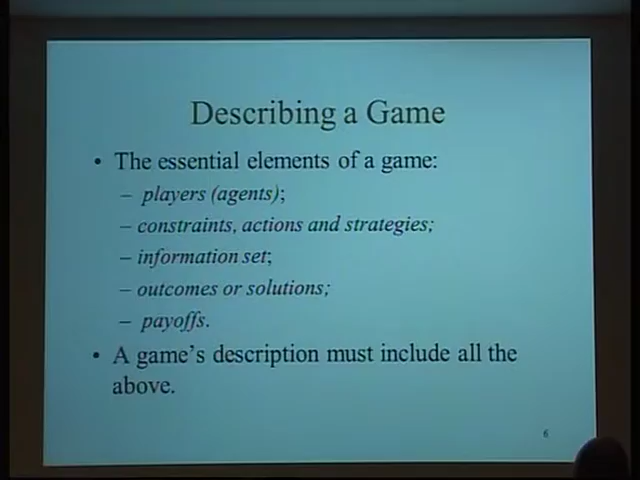 Describing a Game
• The essential elements of a game:
– players (agents);
– constraints, actions and strategies;
– information set;
– outcomes or solutions;
– payoffs.
• A game's description must include all the
above.
6